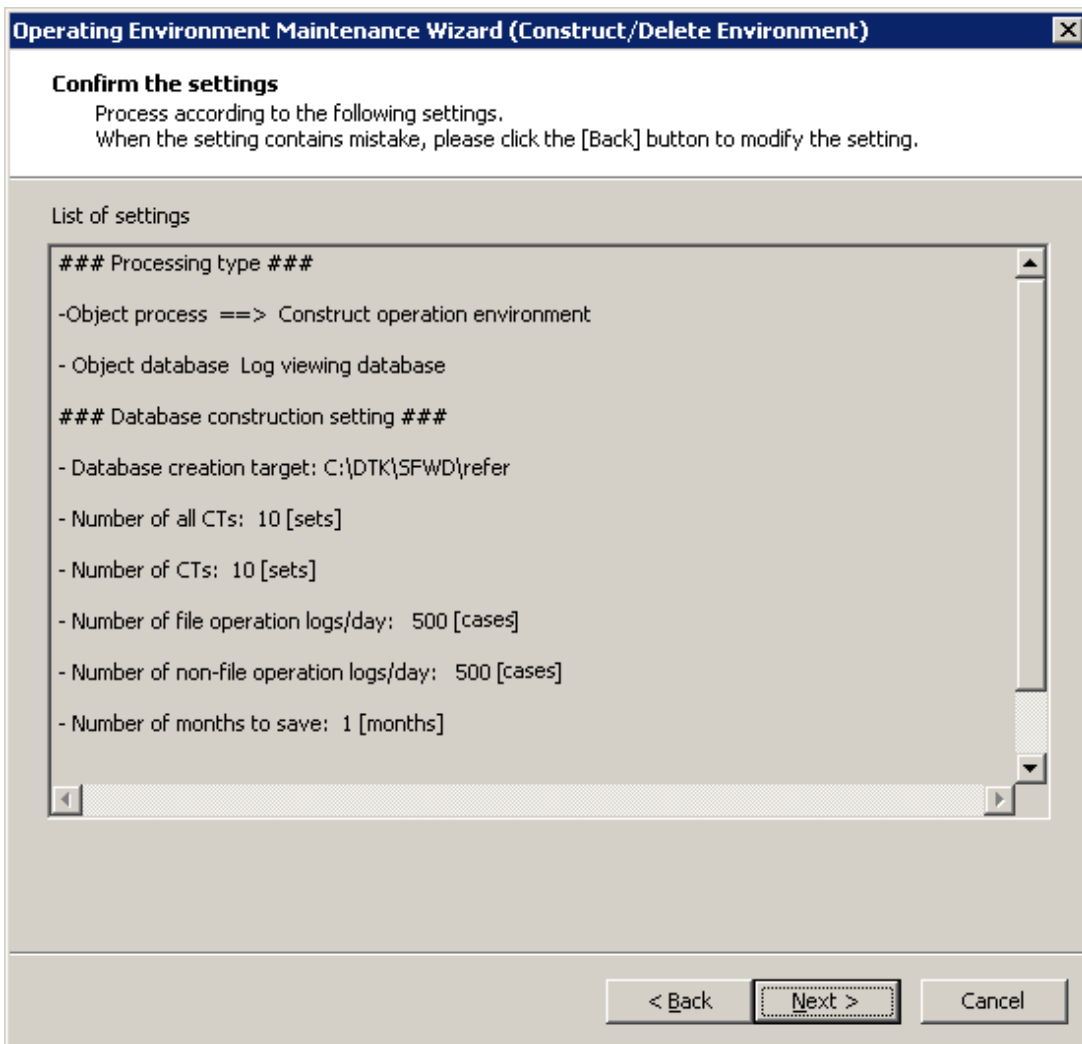 Operating Environment Maintenance Wizard (Construct/Delete Environment)
Confirm the settings
Process according to the following settings.
When the setting contains mistake, please click the [Back] button to modify the setting.
List of settings
### Processing type ###
-Object process ==> Construct operation environment
- Object database Log viewing database
### Database construction setting ###
- Database creation target: C:\DTK\SFWD\refer
- Number of all CTs: 10 [sets]
- Number of CTs: 10 [sets]
- Number of file operation logs/day: 500 [cases]
- Number of non-file operation logs/day: 500 [cases]
- Number of months to save: 1 [months]
< Back
Next >
Cancel